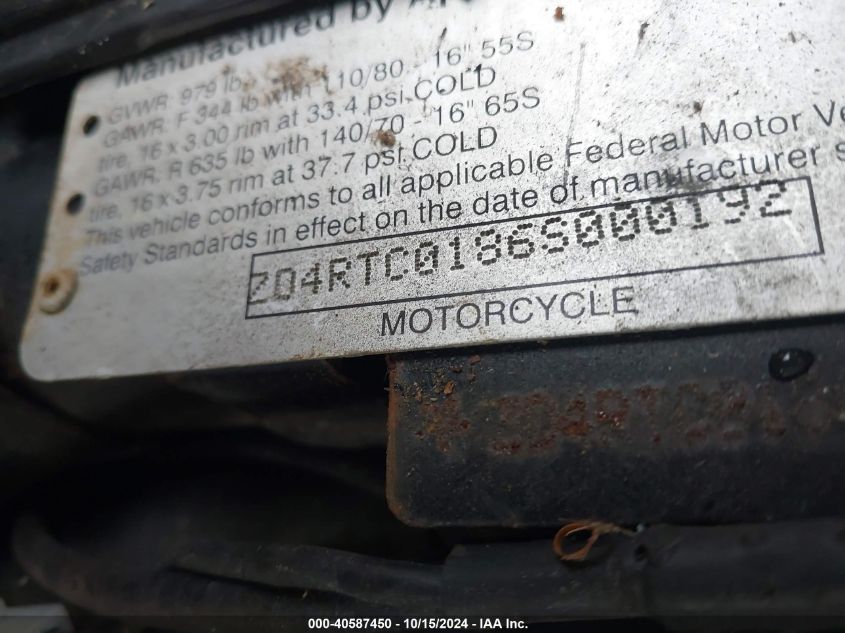 Manufactured by
GVWR: 979 lb
GAWR: F 344 lb with 110/80 - 16" 55S
tire, 16 x 3.00 rim at 33.4 psi COLD
GAWR: R 635 lb with 140/70 - 16" 65S
tire, 16 x 3.75 rim at 37.7 psi COLD
This vehicle conforms to all applicable Federal Motor Ve
Safety Standards in effect on the date of manufacturer s
ZD4RTC0186S000192
MOTORCYCLE
ZD4RTC
000-40587450 - 10/15/2024 - IAA Inc.